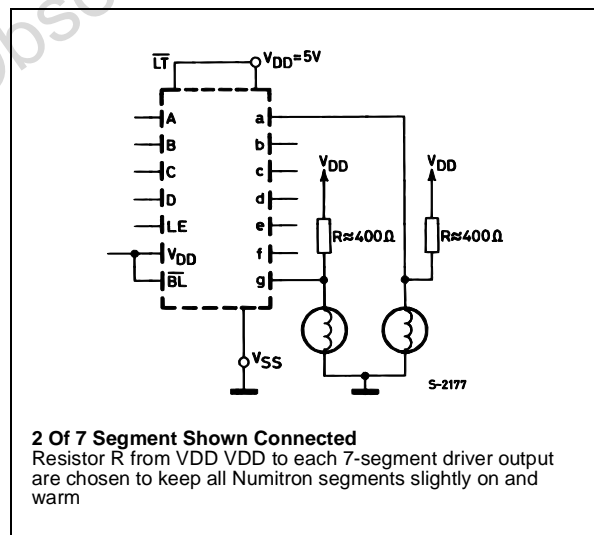 Obso
LT VDD=5V
A a
B b
C c
D d
LE e
VDD f
BL g
VDD VDD
R≈400Ω R≈400Ω
VSS
S-2177
2 Of 7 Segment Shown Connected
Resistor R from VDD VDD to each 7-segment driver output
are chosen to keep all Numitron segments slightly on and
warm